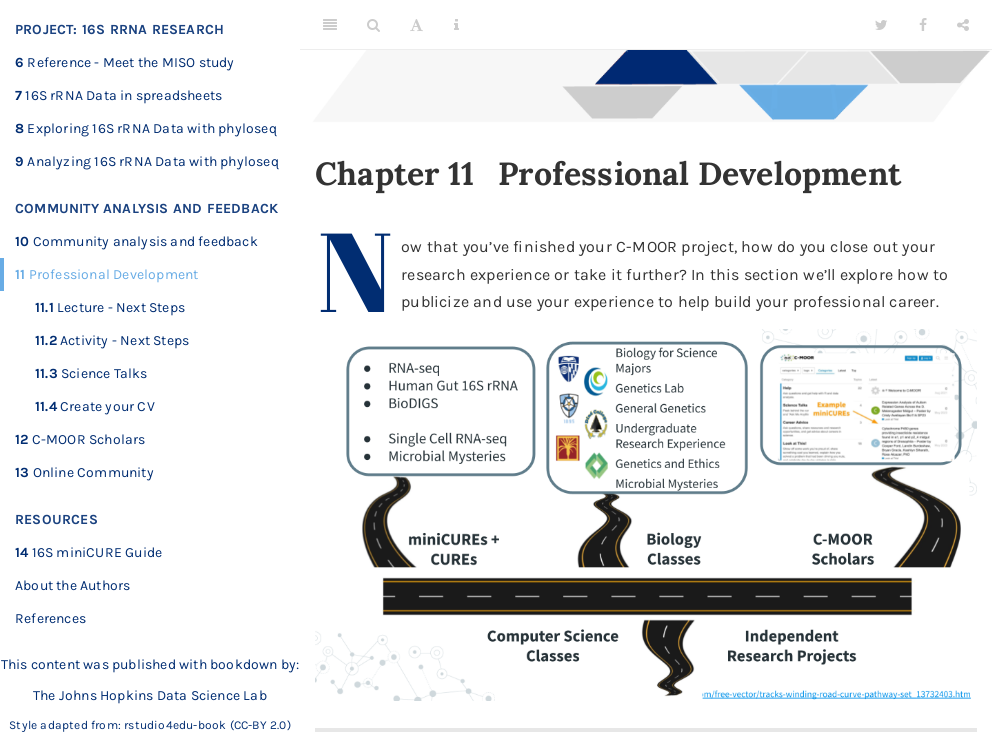 PROJECT: 16S RRNA RESEARCH
6 Reference - Meet the MISO study
7 16S rRNA Data in spreadsheets
8 Exploring 16S rRNA Data with phyloseq
9 Analyzing 16S rRNA Data with phyloseq
COMMUNITY ANALYSIS AND FEEDBACK
10 Community analysis and feedback
11 Professional Development
11.1 Lecture - Next Steps
11.2 Activity - Next Steps
11.3 Science Talks
11.4 Create your CV
12 C-MOOR Scholars
13 Online Community
RESOURCES
14 16S miniCURE Guide
About the Authors
References
This content was published with bookdown by:
The Johns Hopkins Data Science Lab
Style adapted from: rstudio4edu-book (CC-BY 2.0)
Chapter 11 Professional Development
Now that you've finished your C-MOOR project, how do you close out your
research experience or take it further? In this section we'll explore how to
publicize and use your experience to help build your professional career.
● RNA-seq
● Human Gut 16S rRNA
● BioDIGS
● Single Cell RNA-seq
● Microbial Mysteries
Biology for Science
Majors
Genetics Lab
General Genetics
Undergraduate
Research Experience
Genetics and Ethics
Microbial Mysteries
C-MOOR
Help
Science Talks
Career Advice
Look at me!
Example
miniCUREs
miniCUREs +
CUREs
Biology
Classes
C-MOOR
Scholars
Computer Science
Classes
Independent
Research Projects
m/free-vector/tracks-winding-road-curve-pathway-set_13732403.htm